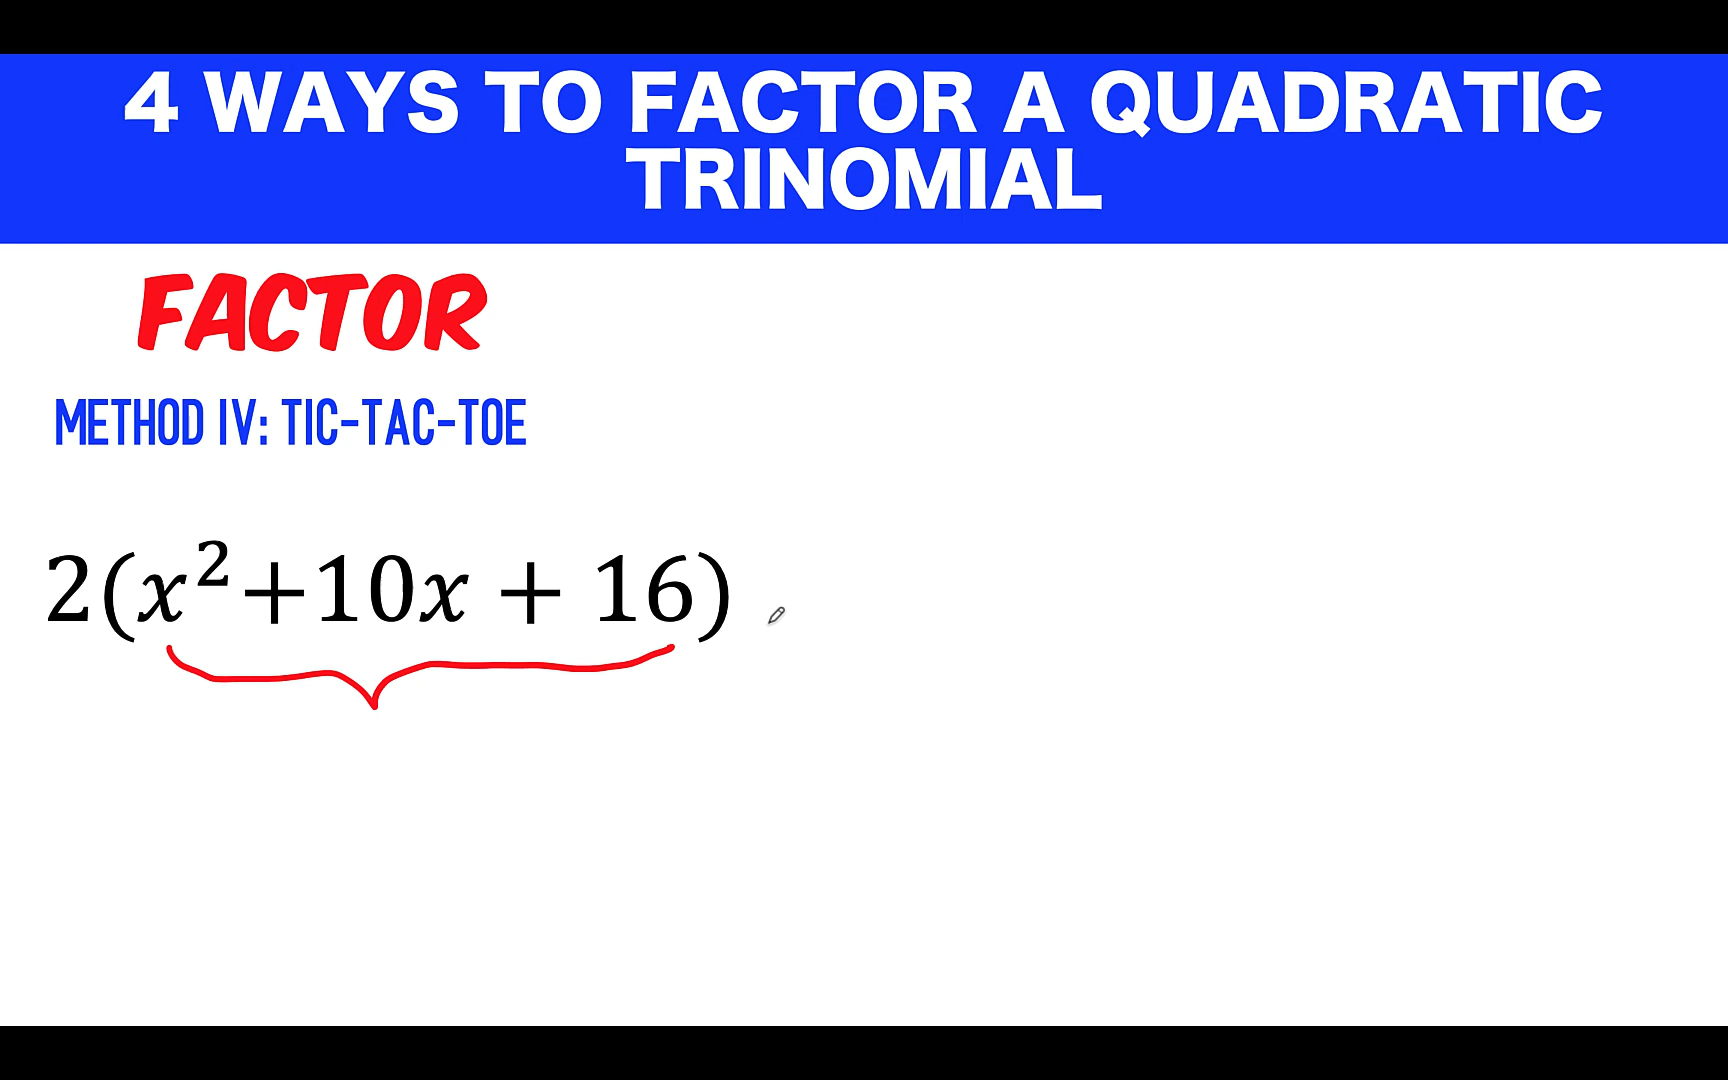 4 WAYS TO FACTOR A QUADRATIC
TRINOMIAL
FACTOR
METHOD IV: TIC-TAC-TOE
2(x²+10x + 16)